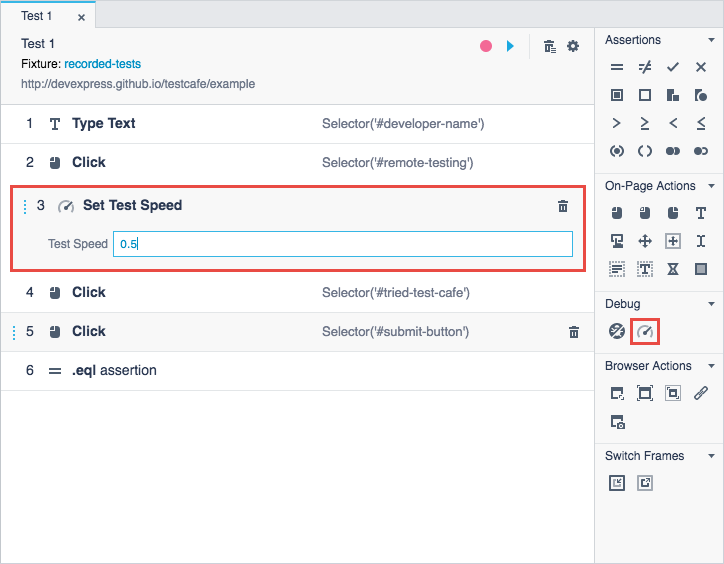 Test 1
Test 1
Fixture: recorded-tests
http://devexpress.github.io/testcafe/example
1 Type Text Selector('#developer-name')
2 Click Selector('#remote-testing')
3 Set Test Speed
Test Speed 0.5
4 Click Selector('#tried-test-cafe')
5 Click Selector('#submit-button')
6 .eql assertion
Assertions
On-Page Actions
Debug
Browser Actions
Switch Frames